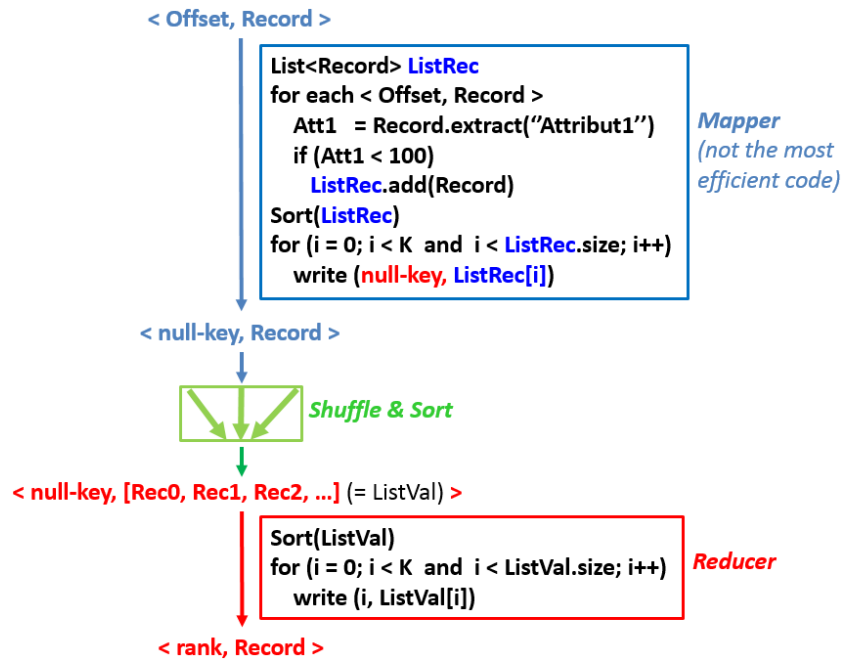 < Offset, Record >
List<Record> ListRec
for each < Offset, Record >
Att1 = Record.extract(‘’Attribut1’’)
if (Att1 < 100)
ListRec.add(Record)
Sort(ListRec)
for (i = 0; i < K and i < ListRec.size; i++)
write (null-key, ListRec[i])
Mapper
(not the most
efficient code)
< null-key, Record >
Shuffle & Sort
< null-key, [Rec0, Rec1, Rec2, …] (= ListVal) >
Sort(ListVal)
for (i = 0; i < K and i < ListVal.size; i++)
write (i, ListVal[i])
Reducer
< rank, Record >